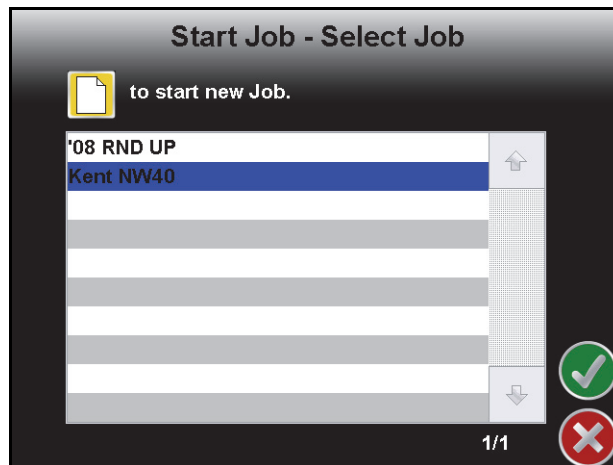 Start Job - Select Job
to start new Job.
'08 RND UP
Kent NW40
1/1